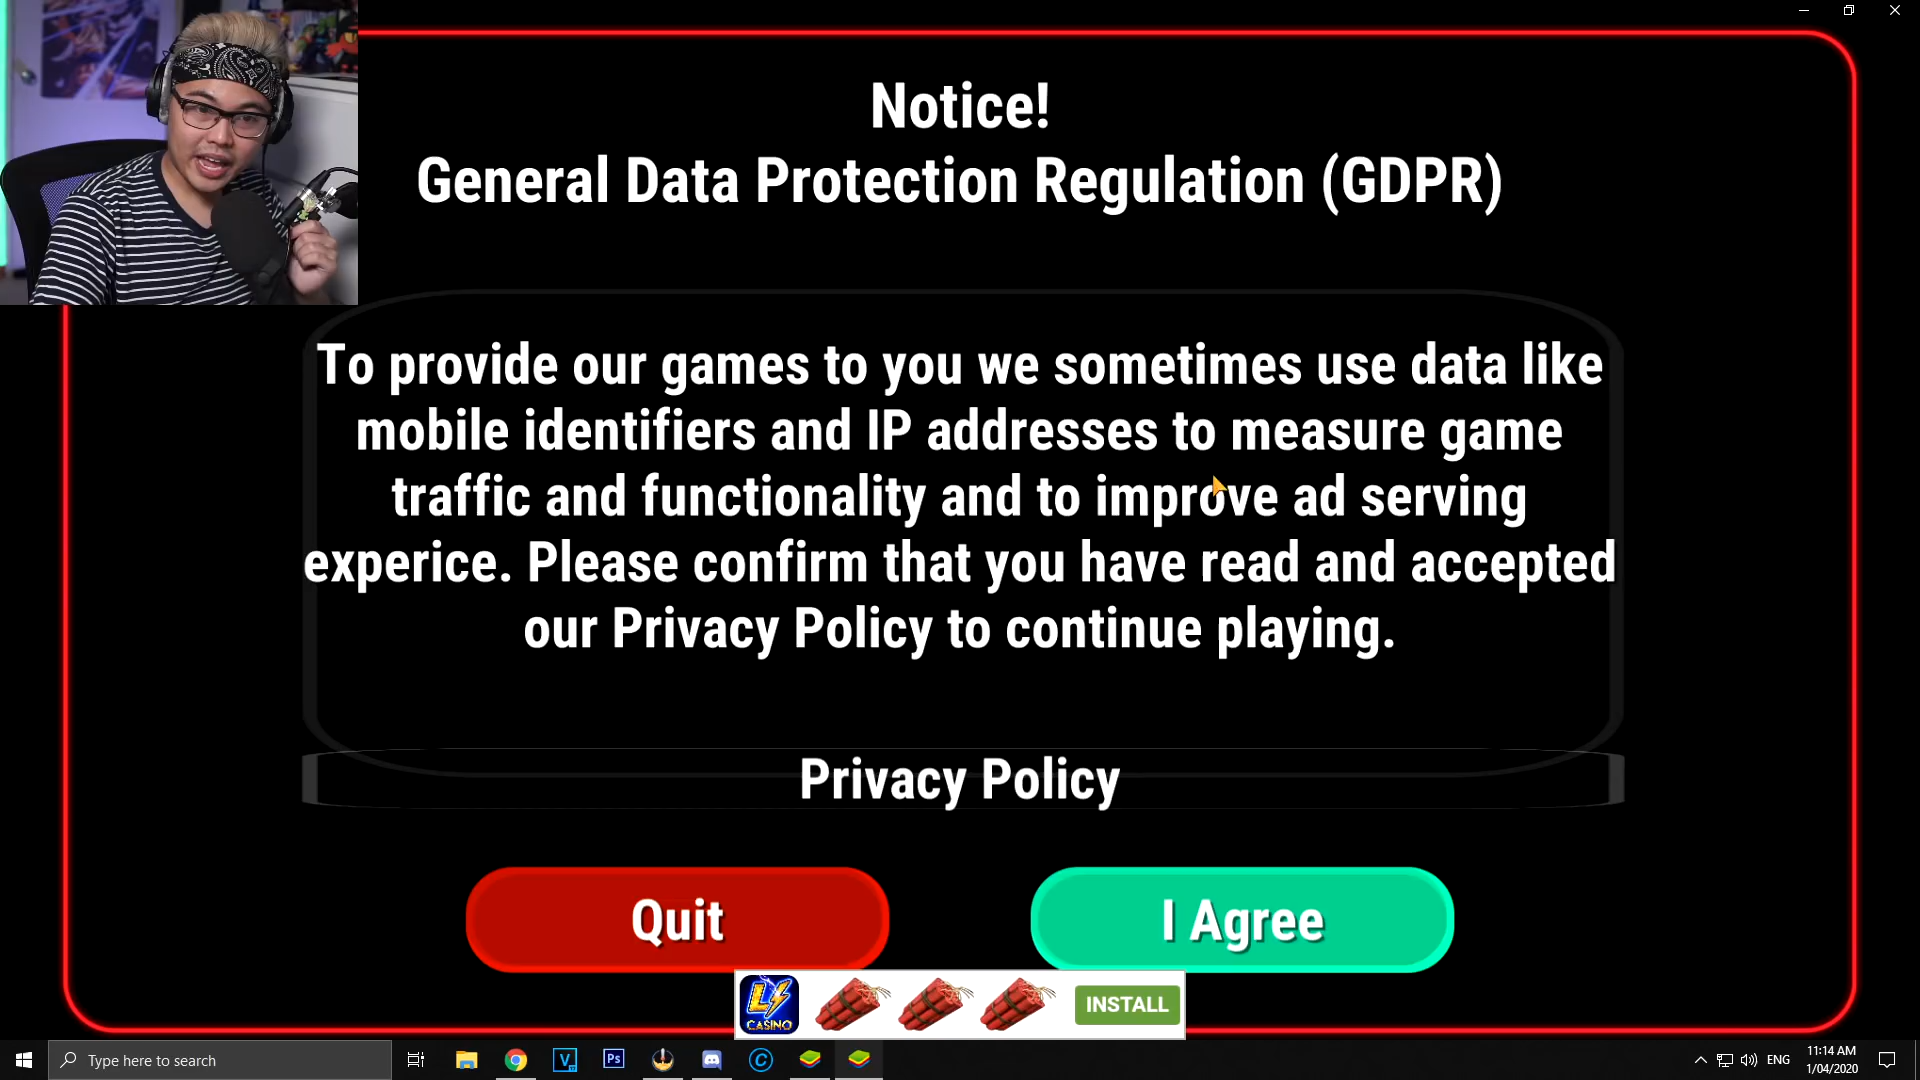 Notice!
General Data Protection Regulation (GDPR)
To provide our games to you we sometimes use data like
mobile identifiers and IP addresses to measure game
traffic and functionality and to improve ad serving
experice. Please confirm that you have read and accepted
our Privacy Policy to continue playing.
Privacy Policy
Quit
I Agree
CASINO
INSTALL
Type here to search
Ps
ENG
11:14 AM
1/04/2020